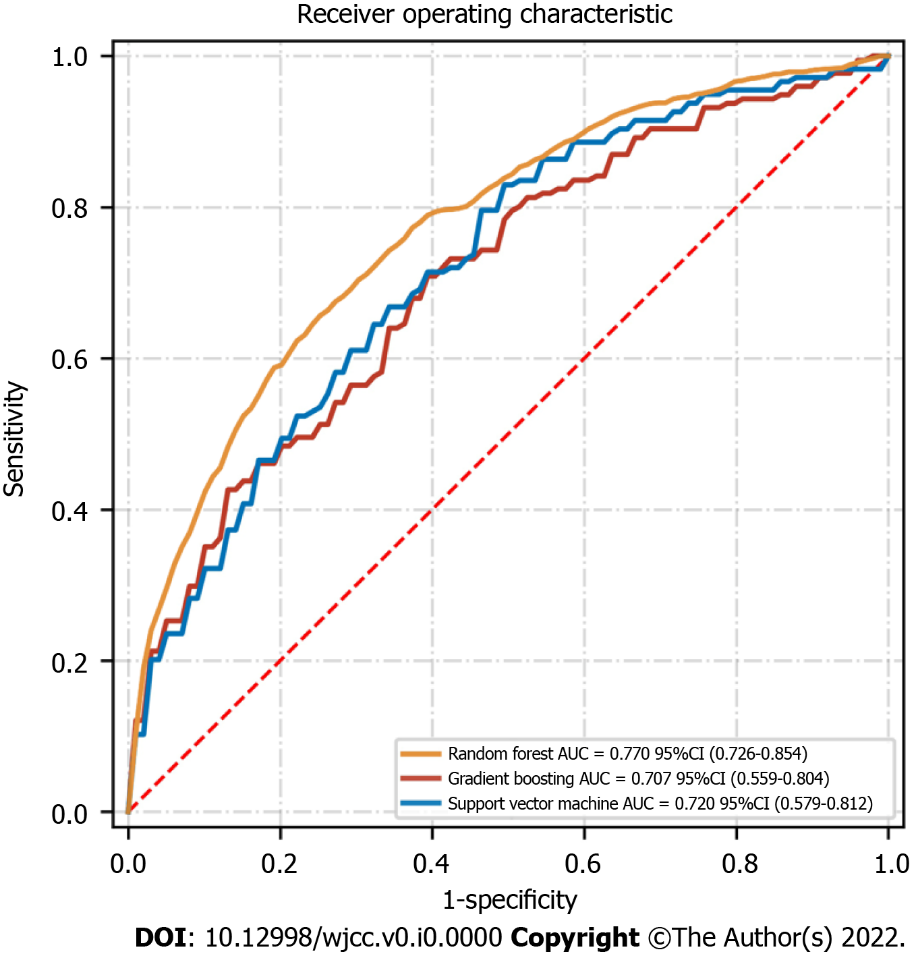 Receiver operating characteristic
1.0
0.8
0.6
0.4
0.2
0.0
Sensitivity
Random forest AUC = 0.770 95%CI (0.726-0.854)
Gradient boosting AUC = 0.707 95%CI (0.559-0.804)
Support vector machine AUC = 0.720 95%CI (0.579-0.812)
0.0 0.2 0.4 0.6 0.8 1.0
1-specificity
DOI: 10.12998/wjcc.v0.i0.0000 Copyright ©The Author(s) 2022.